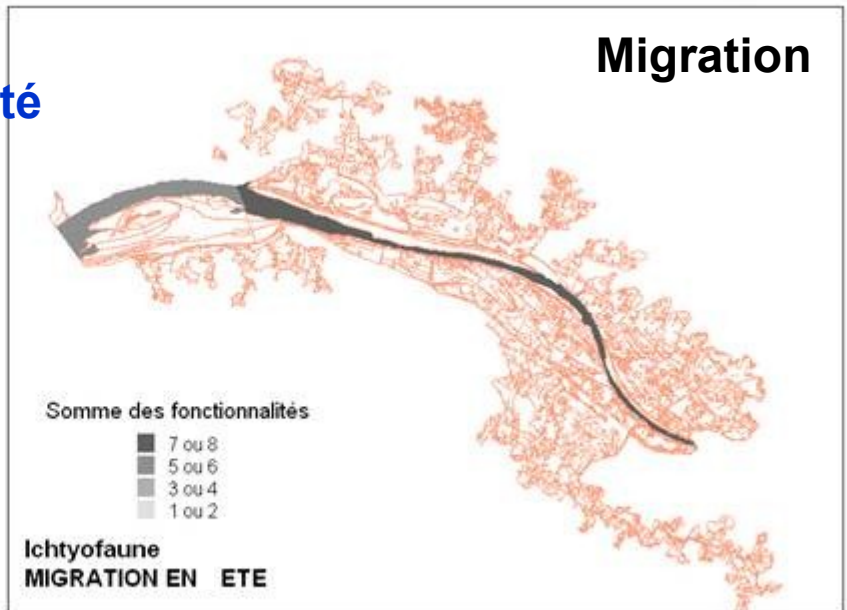 Migration
té
Somme des fonctionnalités
7 ou 8
5 ou 6
3 ou 4
1 ou 2
Ichtyofaune
MIGRATION EN ETE